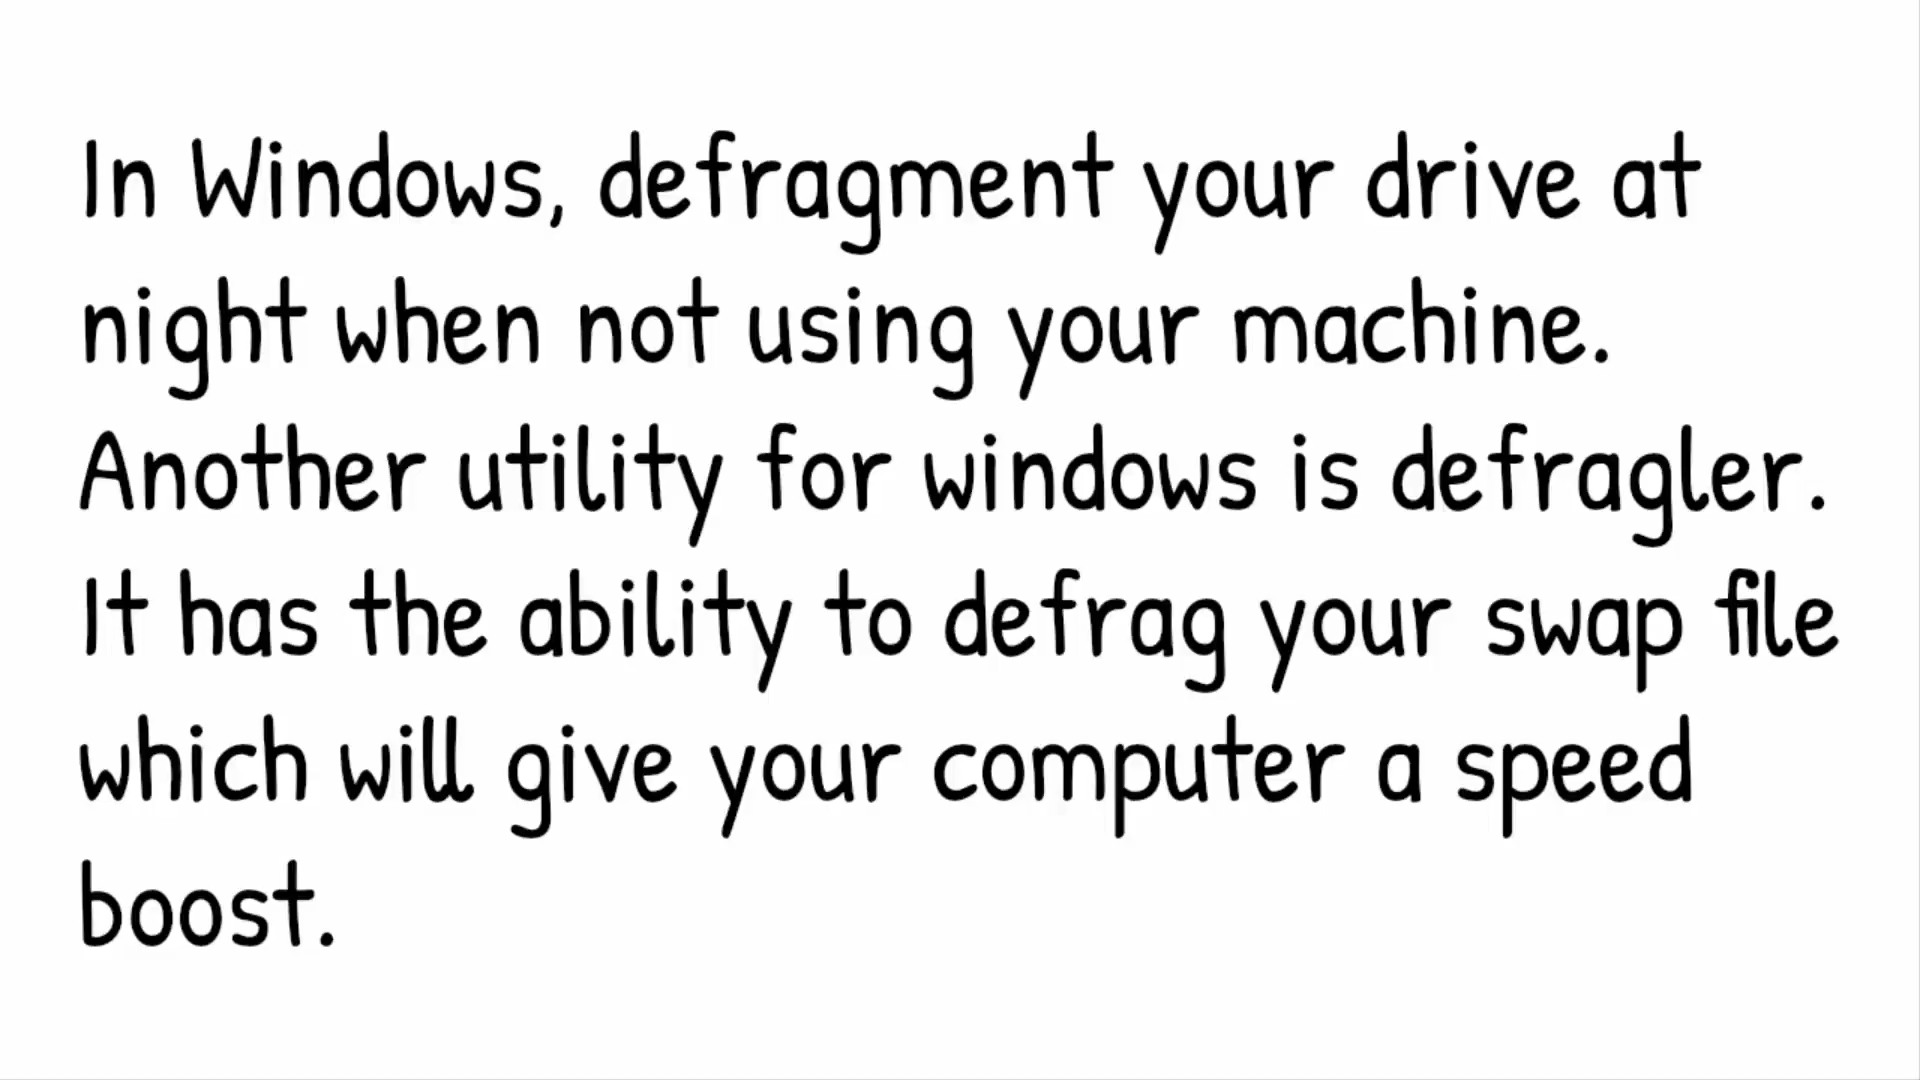 In Windows, defragment your drive at
night when not using your machine.
Another utility for windows is defragler.
It has the ability to defrag your swap file
which will give your computer a speed
boost.